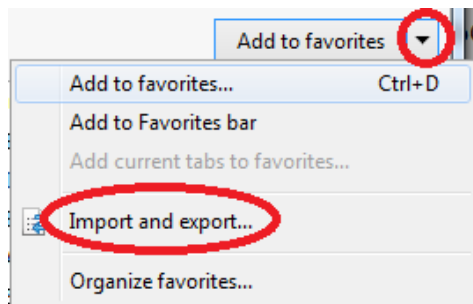 Add to favorites
Add to favorites... Ctrl+D
Add to Favorites bar
Add current tabs to favorites...
Import and export...
Organize favorites...